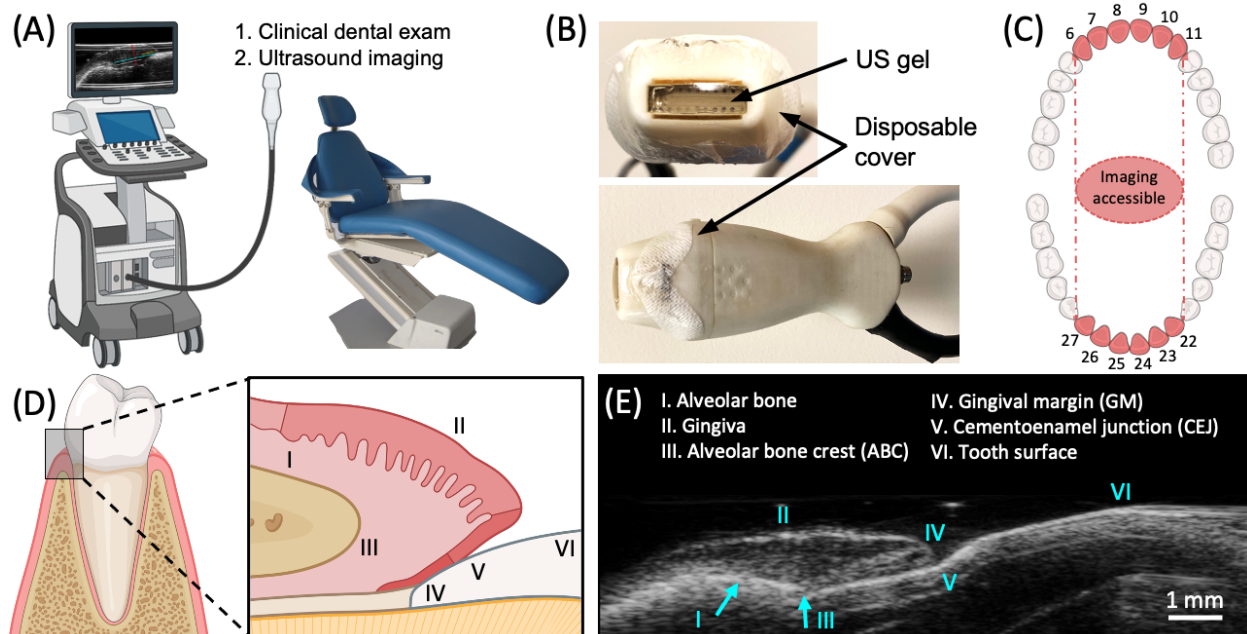 (A)
1. Clinical dental exam
2. Ultrasound imaging
(B)
US gel
Disposable
cover
(C)
6
7
8
9
10
11
Imaging
accessible
27
26
25
24
23
22
(D)
I
II
III
IV
V
VI
(E)
I. Alveolar bone
II. Gingiva
III. Alveolar bone crest (ABC)
IV. Gingival margin (GM)
V. Cementoenamel junction (CEJ)
VI. Tooth surface
VI
II
IV
V
I
III
1 mm